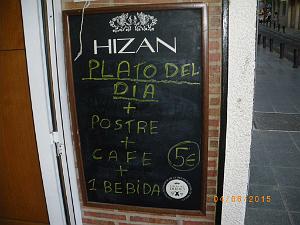 HIZAN
PLATO DEL
DIA
+
POSTRE
+
CAFE 5€
+
1 BEBIDA
04/08/2015